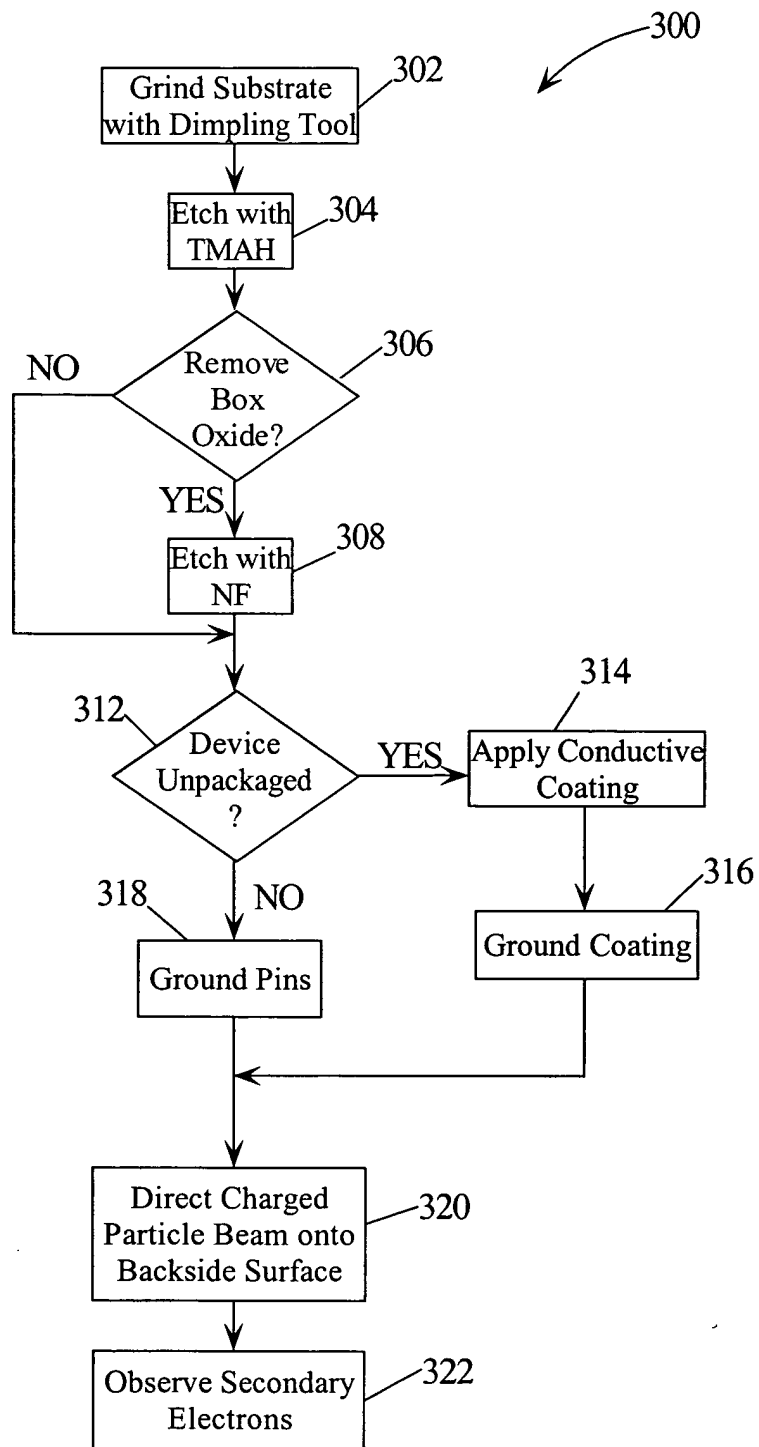 300
302
Grind Substrate
with Dimpling Tool
304
Etch with
TMAH
306
NO
Remove
Box
Oxide?
YES
308
Etch with
NF
312
Device
Unpackaged
?
YES
314
Apply Conductive
Coating
318
NO
316
Ground Coating
Ground Pins
Direct Charged
Particle Beam onto
Backside Surface
320
Observe Secondary
Electrons
322